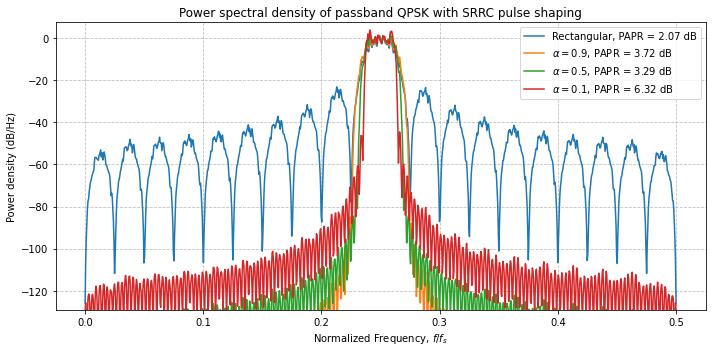 Power spectral density of passband QPSK with SRRC pulse shaping
Rectangular, PAPR = 2.07 dB
α = 0.9, PAPR = 3.72 dB
α = 0.5, PAPR = 3.29 dB
α = 0.1, PAPR = 6.32 dB
Power density (dB/Hz)
0
−20
−40
−60
−80
−100
−120
0.0 0.1 0.2 0.3 0.4 0.5
Normalized Frequency, f/fs